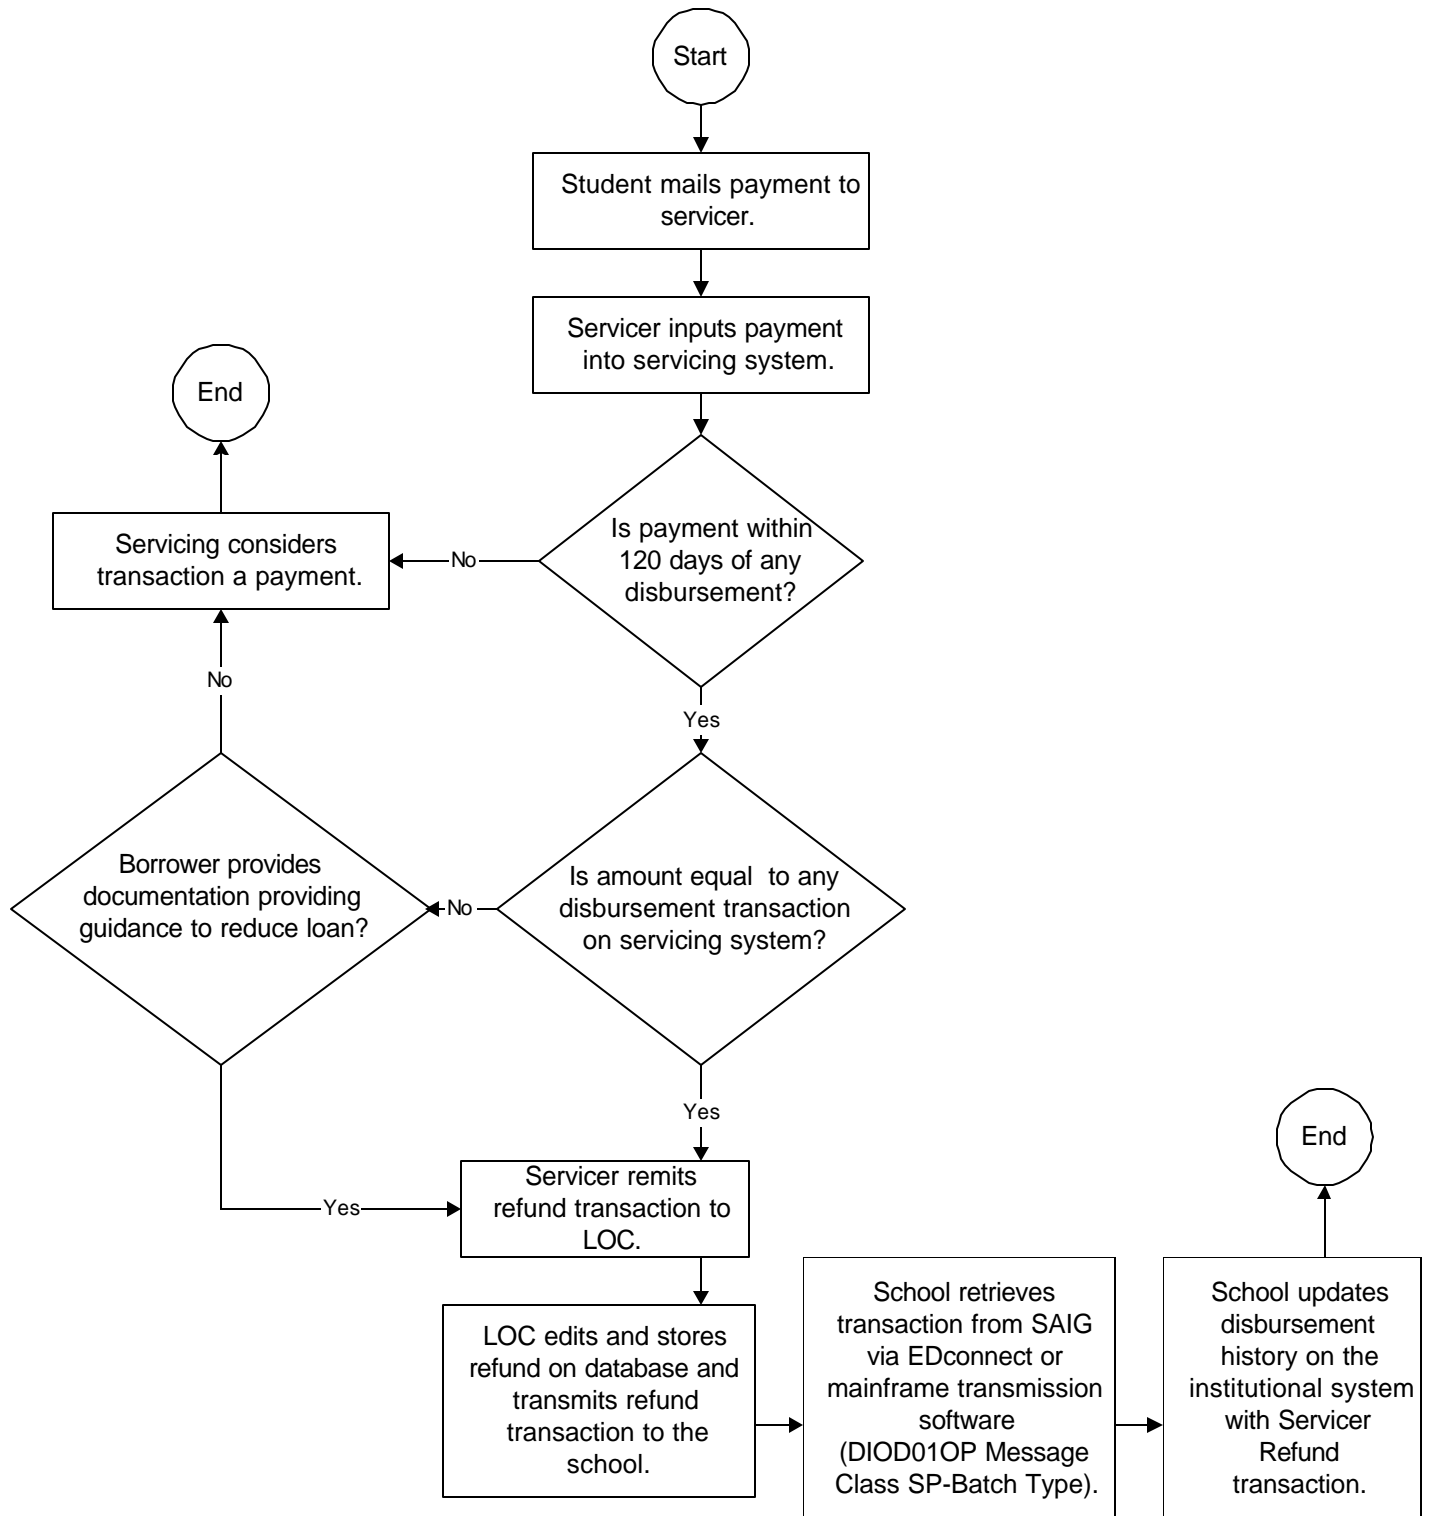 Start
Student mails payment to
servicer.
Servicer inputs payment
into servicing system.
End
Is payment within
120 days of any
disbursement?
No
Servicing considers
transaction a payment.
No
Yes
Borrower provides
documentation providing
guidance to reduce loan?
No
Is amount equal to any
disbursement transaction
on servicing system?
Yes
Yes
Servicer remits
refund transaction to
LOC.
LOC edits and stores
refund on database and
transmits refund
transaction to the
school.
School retrieves
transaction from SAIG
via EDconnect or
mainframe transmission
software
(DIOD01OP Message
Class SP-Batch Type).
School updates
disbursement
history on the
institutional system
with Servicer
Refund
transaction.
End